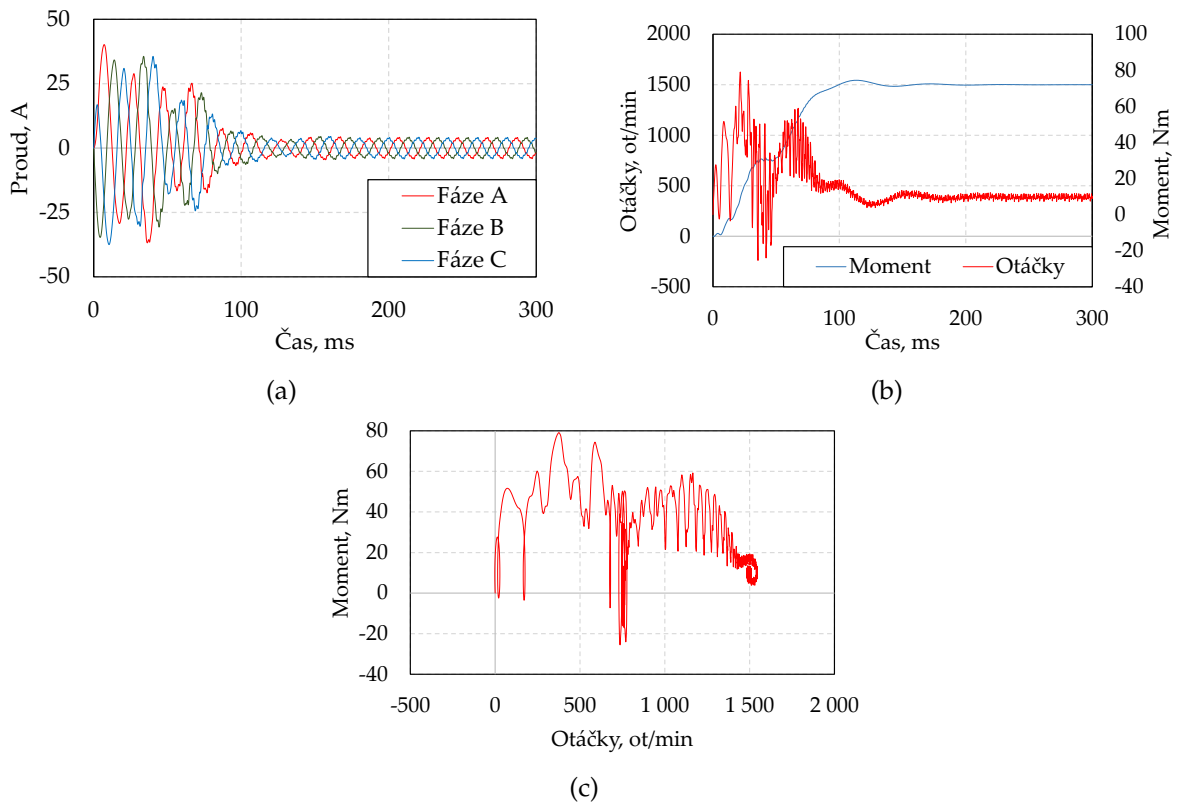 50
25
0
-25
-50
Proud, A
Fáze A
Fáze B
Fáze C
0 100 200 300
Čas, ms
(a)
2000
1500
1000
500
0
-500
Otáčky, ot/min
100
80
60
40
20
0
-20
-40
Moment, Nm
Moment Otáčky
0 100 200 300
Čas, ms
(b)
80
60
40
20
0
-20
-40
Moment, Nm
-500 0 500 1 000 1 500 2 000
Otáčky, ot/min
(c)